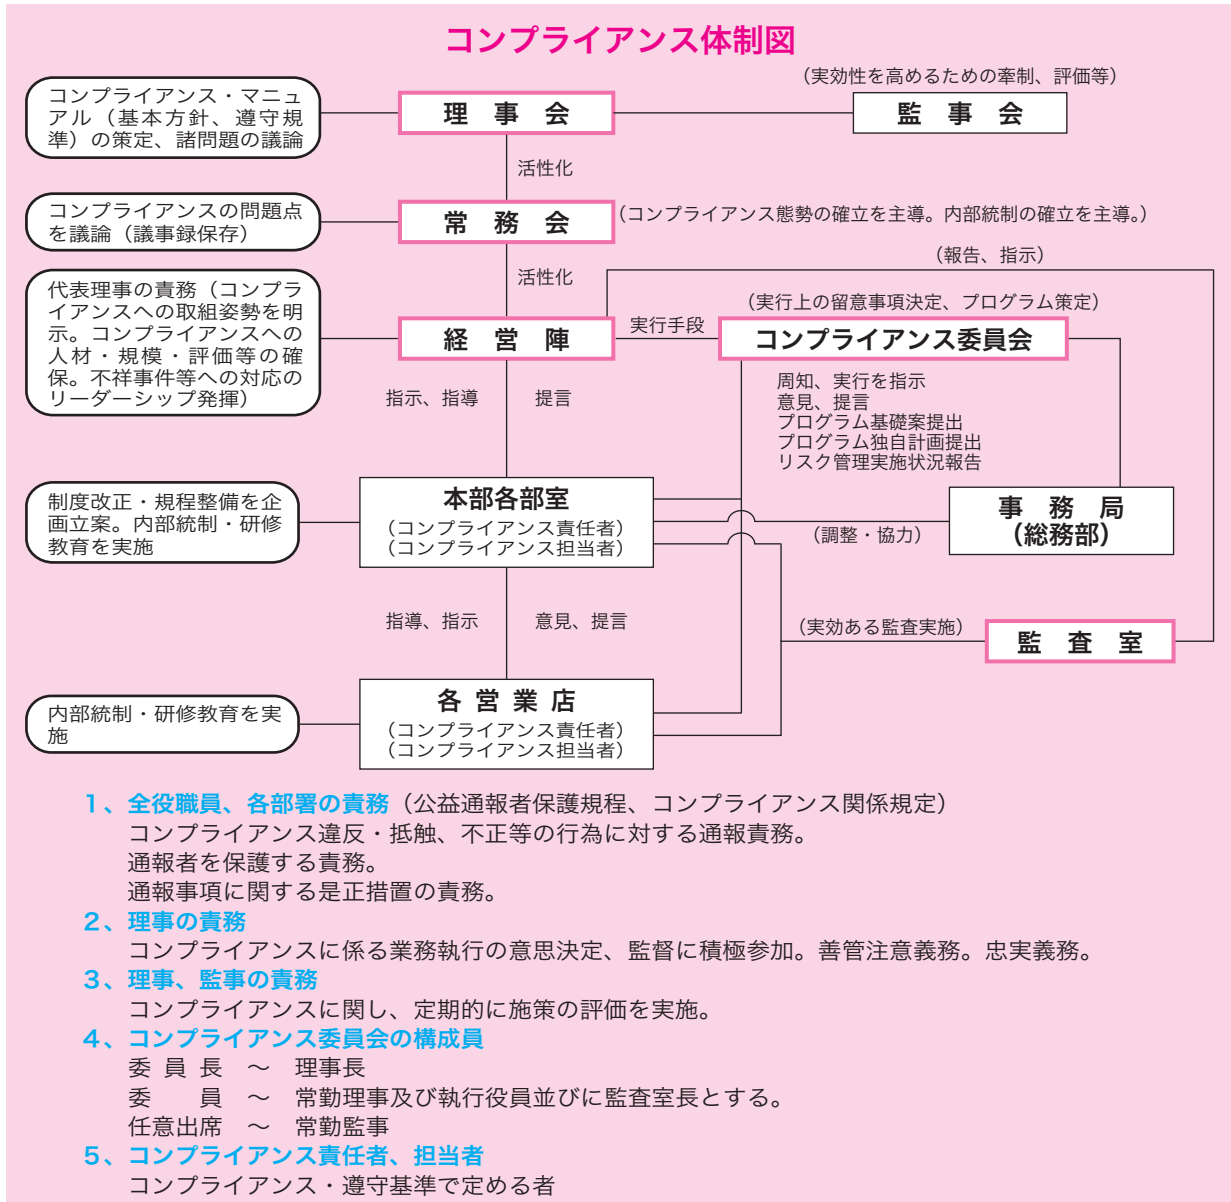 コンプライアンス体制図
(実効性を高めるための牽制、評価等)
コンプライアンス・マニュ
アル(基本方針、遵守規
準)の策定、諸問題の議論
理事会
監事会
活性化
コンプライアンスの問題点
を議論(議事録保存)
常務会
(コンプライアンス態勢の確立を主導。内部統制の確立を主導。)
(報告、指示)
活性化
代表理事の責務(コンプラ
イアンスへの取組姿勢を明
示。コンプライアンスへの
人材・規模・評価等の確
保。不祥事件等への対応の
リーダーシップ発揮)
(実行上の留意事項決定、プログラム策定)
経営陣
実行手段
コンプライアンス委員会
指示、指導
提言
周知、実行を指示
意見、提言
プログラム基礎案提出
プログラム独自計画提出
リスク管理実施状況報告
制度改正・規程整備を企
画立案。内部統制・研修
教育を実施
本部各部室
(コンプライアンス責任者)
(コンプライアンス担当者)
(調整・協力)
事務局
(総務部)
指導、指示
意見、提言
(実効ある監査実施)
監査室
内部統制・研修教育を実
施
各営業店
(コンプライアンス責任者)
(コンプライアンス担当者)
1、全役職員、各部署の責務(公益通報者保護規程、コンプライアンス関係規定)
コンプライアンス違反・抵触、不正等の行為に対する通報責務。
通報者を保護する責務。
通報事項に関する是正措置の責務。
2、理事の責務
コンプライアンスに係る業務執行の意思決定、監督に積極参加。善管注意義務。忠実義務。
3、理事、監事の責務
コンプライアンスに関し、定期的に施策の評価を実施。
4、コンプライアンス委員会の構成員
委員長 ～ 理事長
委員 ～ 常勤理事及び執行役員並びに監査室長とする。
任意出席 ～ 常勤監事
5、コンプライアンス責任者、担当者
コンプライアンス・遵守基準で定める者